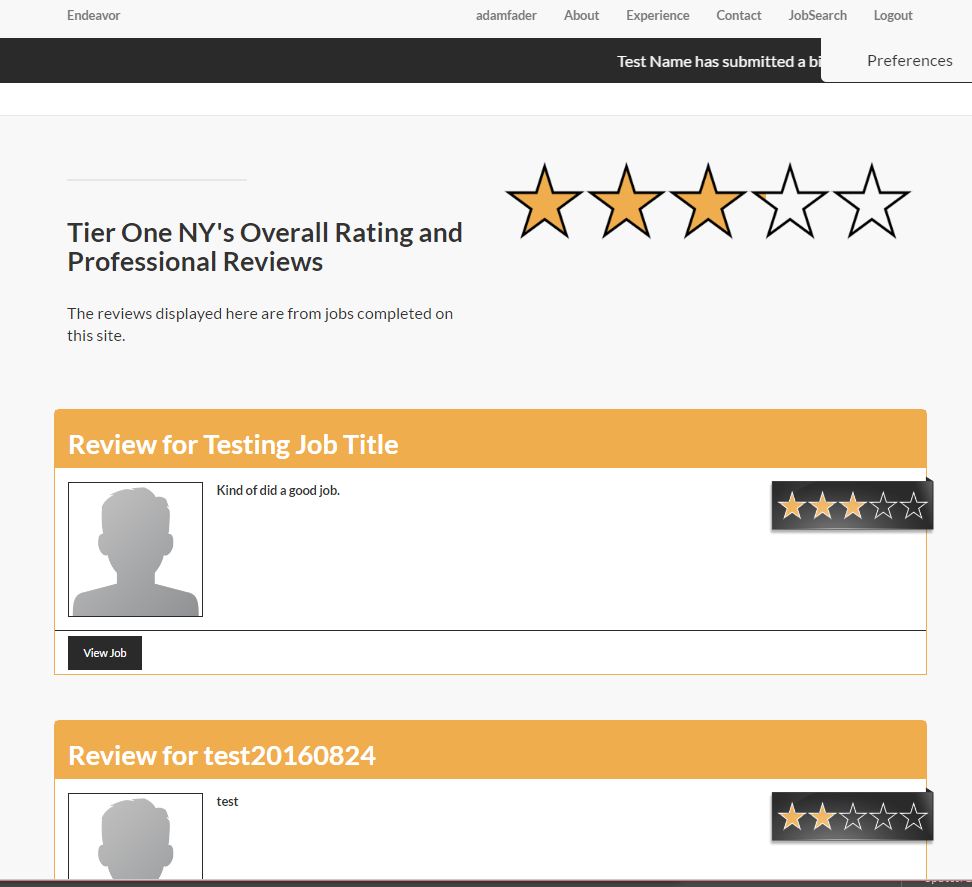 Endeavor adamfader About Experience Contact JobSearch Logout
Test Name has submitted a Preferences
Tier One NY's Overall Rating and
Professional Reviews
The reviews displayed here are from jobs completed on
this site.
Review for Testing Job Title
Kind of did a good job.
View Job
Review for test20160824
test